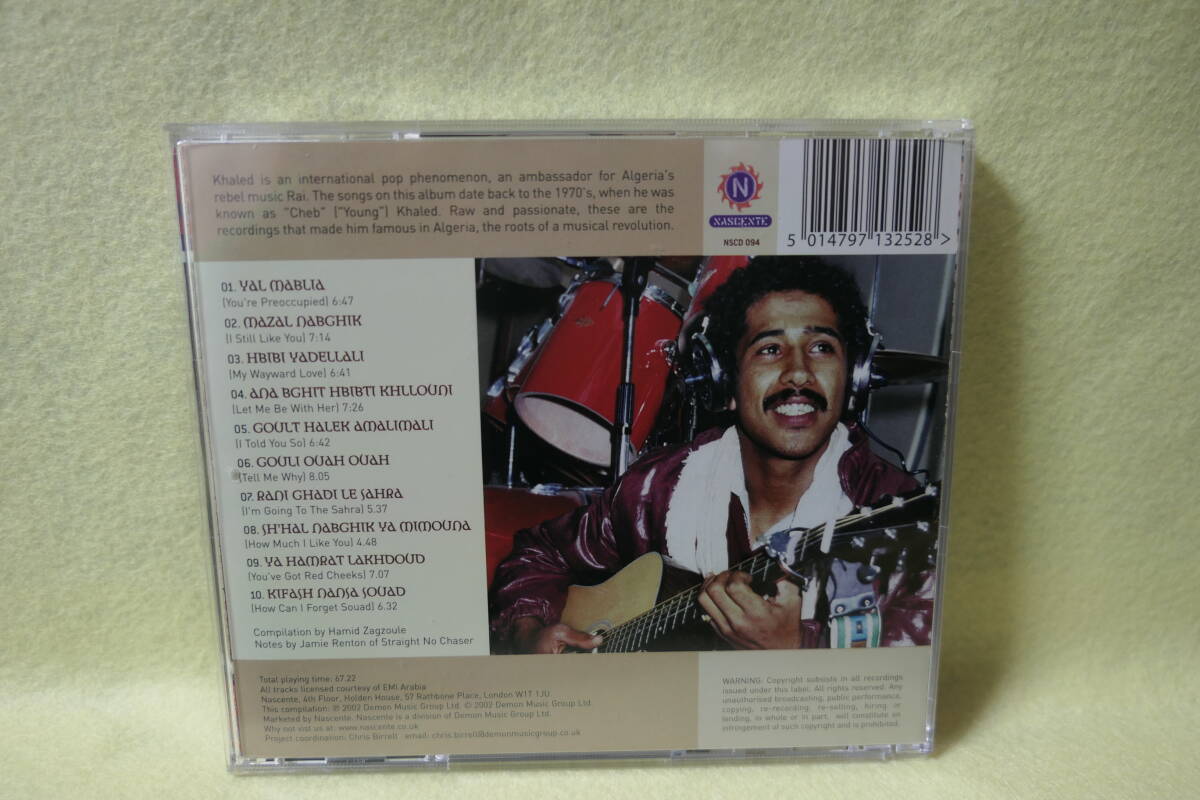 Khaled is an international pop phenomenon, an ambassador for Algeria's
rebel music Rai. The songs on this album date back to the 1970's, when he was
known as "Cheb" ("Young") Khaled. Raw and passionate, these are the
recordings that made him famous in Algeria, the roots of a musical revolution.
N
NASCENTE
NSCD 094
5 014797 132528 >
01. YAL MABLIA
(You're Preoccupied) 6:47
02. MAZAL NABGHIK
(I Still Like You) 7:14
03. HBIBI YADELLALI
(My Wayward Love) 6:41
04. ANA BGHIT HBIBTI KHLLOUNI
(Let Me Be With Her) 7:26
05. GOULT HALEK AMALIMALI
(I Told You So) 6:42
06. GOULI OUAH OUAH
(Tell Me Why) 8.05
07. RANI GHADI LE SAHRA
(I'm Going To The Sahra) 5.37
08. SH'HAL NABGHIK YA MIMOUNA
(How Much I Like You) 4.48
09. YA HAMRAT LAKHDOUD
(You've Got Red Cheeks) 7.07
10. KIFASH NANSA SOUAD
(How Can I Forget Souad) 6.32
Compilation by Hamid Zagzoule
Notes by Jamie Renton of Straight No Chaser
Total playing time: 67.22
All tracks licensed courtesy of EMI Arabia
Nascente, 4th Floor, Holden House, 57 Rathbone Place, London W1T 1JU
This compilation: ℗ 2002 Demon Music Group Ltd. © 2002 Demon Music Group Ltd.
Marketed by Nascente. Nascente is a division of Demon Music Group Ltd.
Why not visit us at: www.nascente.co.uk
Project coordination: Chris Birrell email: chris.birrell@demonmusicgroup.co.uk
WARNING: Copyright subsists in all recordings
issued under this label. All rights reserved. Any
unauthorised broadcasting, public performance,
copying, re-recording, re-selling, hiring or
lending, in whole or in part, will constitute an
infringement of such copyright and is prohibited.